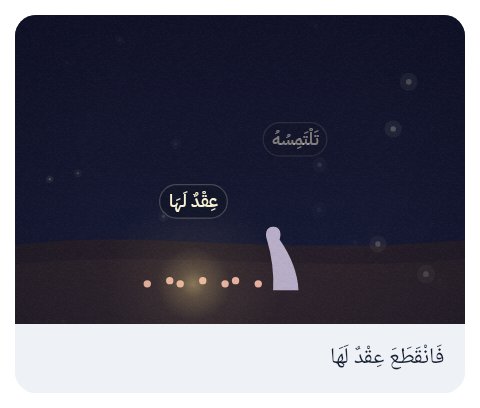 تَلْتَمِسُهُ
عِقْدٌ لَهَا
فَانْقَطَعَ عِقْدٌ لَهَا